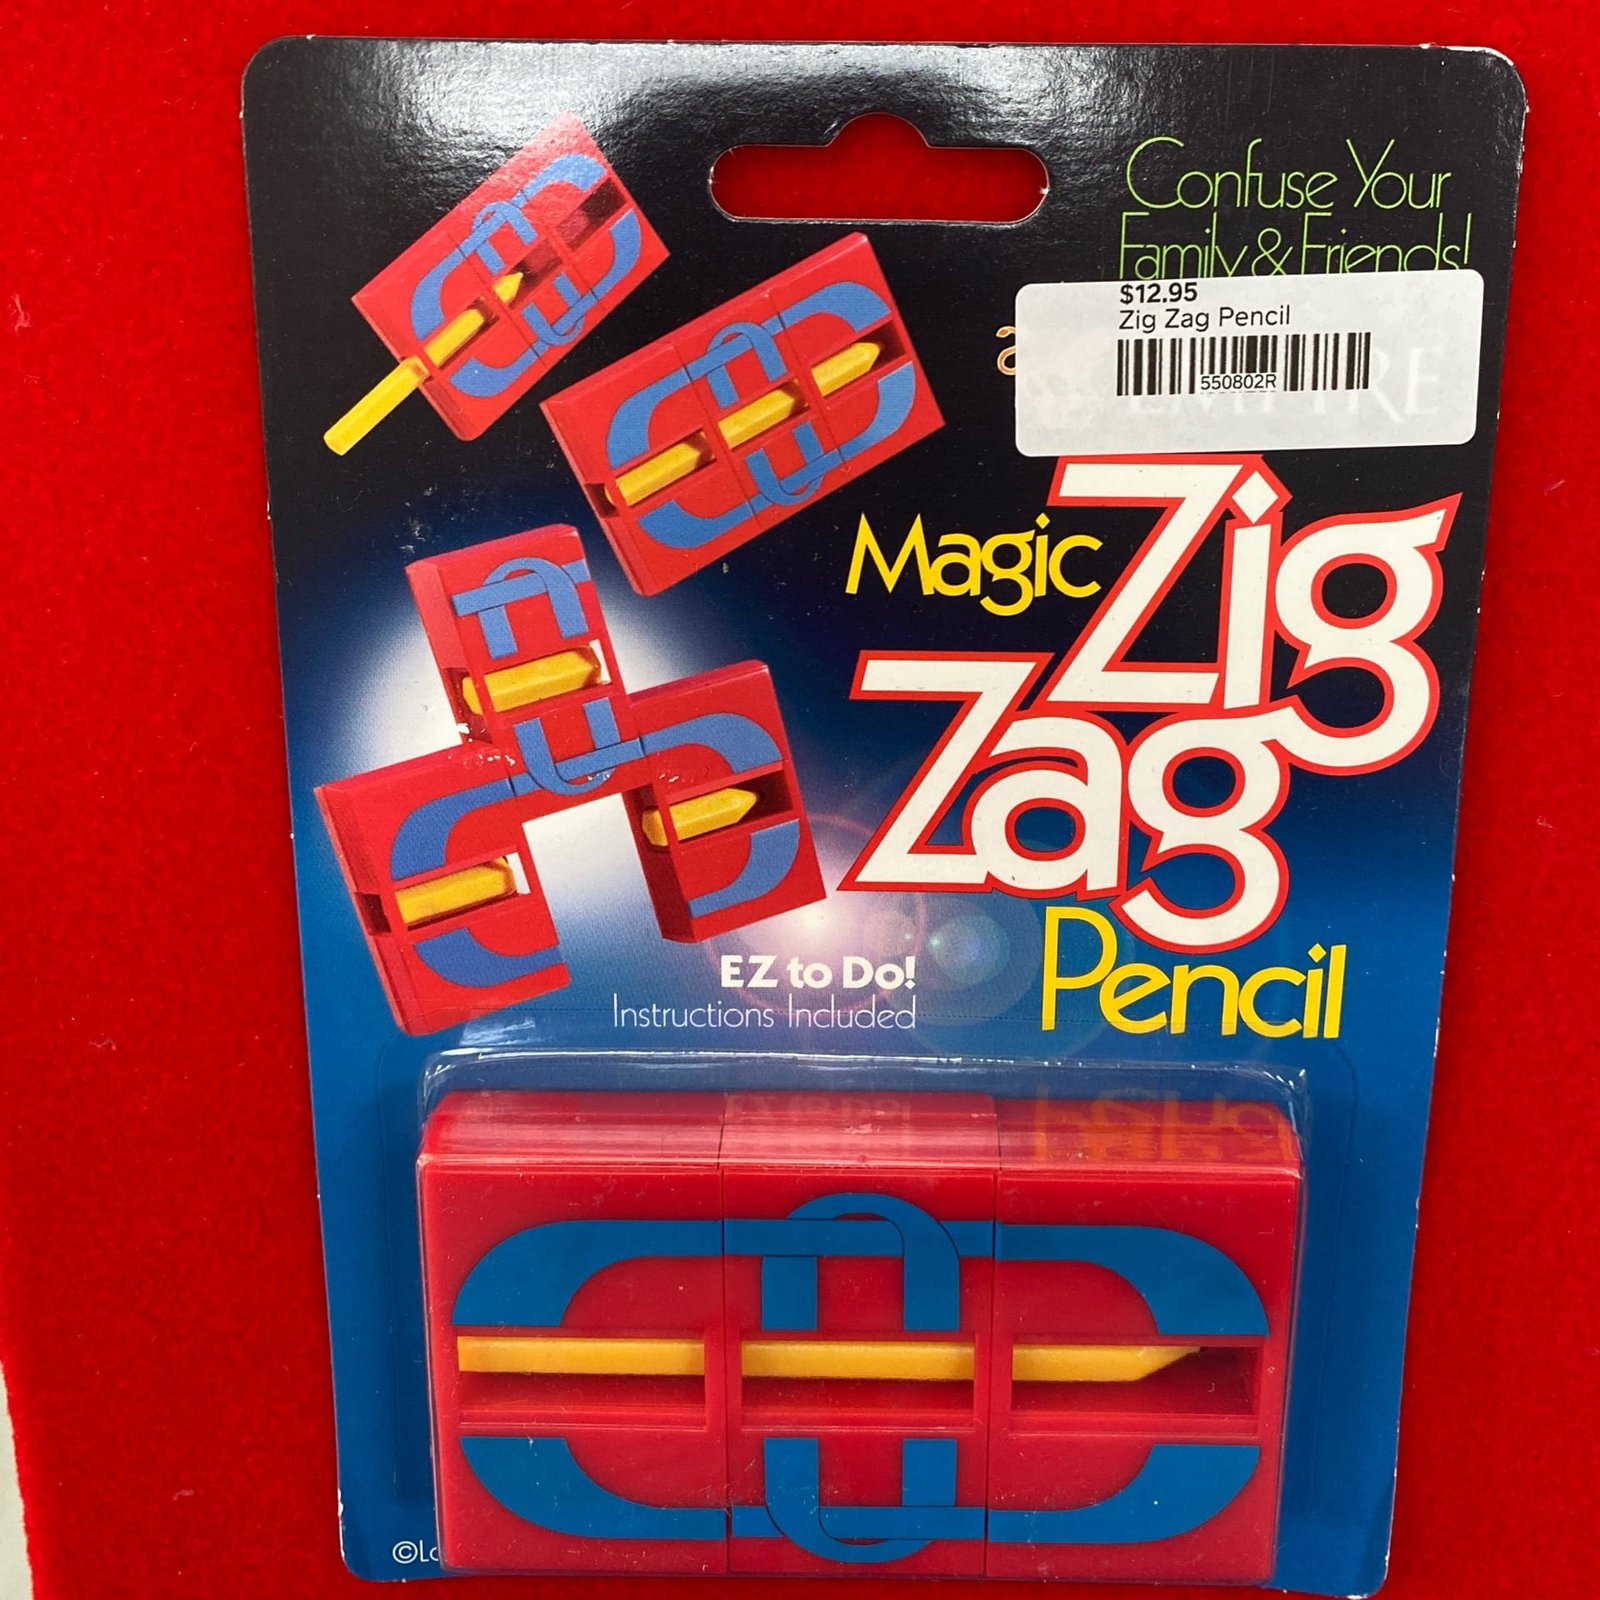 Confuse Your
Family & Friends!
$12.95
Zig Zag Pencil
550802R
Magic Zig
Zag
Pencil
EZ to Do!
Instructions Included
©